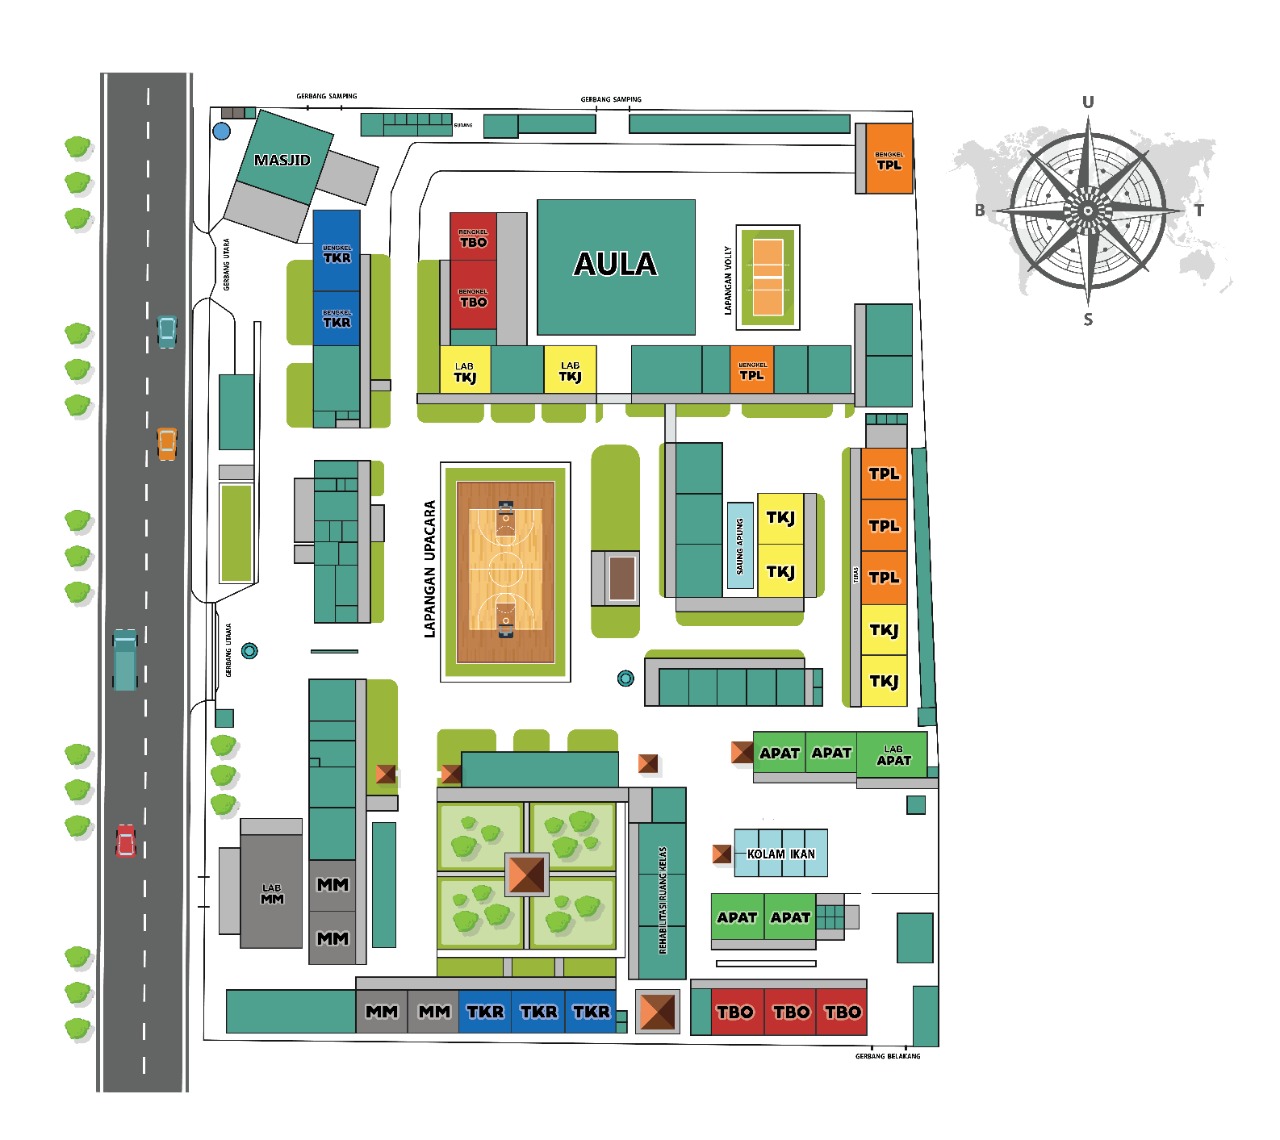 GERBANG SAMPING
GERBANG SAMPING
U
B
T
S
MASJID
GUDANG
BENGKEL
TPL
GERBANG UTARA
BENGKEL
TKR
BENGKEL
TKR
BENGKEL
TBO
BENGKEL
TBO
AULA
LAPANGAN VOLLY
LAB
TKJ
LAB
TKJ
BENGKEL
TPL
LAPANGAN UPACARA
SAUNG APUNG
TKJ
TKJ
TERAS
TPL
TPL
TPL
TKJ
TKJ
GERBANG UTAMA
APAT
APAT
LAB
APAT
KOLAM IKAN
LAB
MM
MM
MM
REHABILITASI RUANG KELAS
APAT
APAT
MM
MM
TKR
TKR
TKR
TBO
TBO
TBO
GERBANG BELAKANG